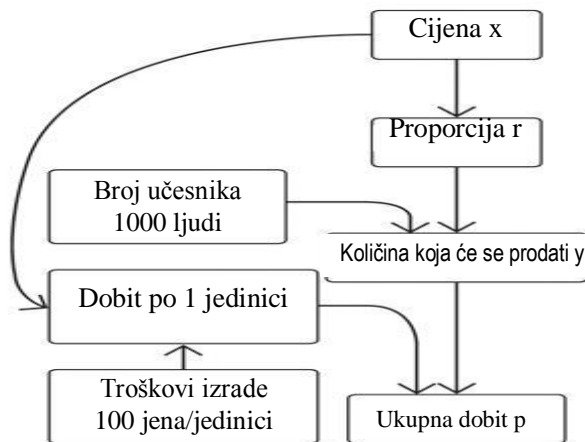 Cijena x
Proporcija r
Broj učesnika
1000 ljudi
Količina koja će se prodati y
Dobit po 1 jedinici
Troškovi izrade
100 jena/jedinici
Ukupna dobit p